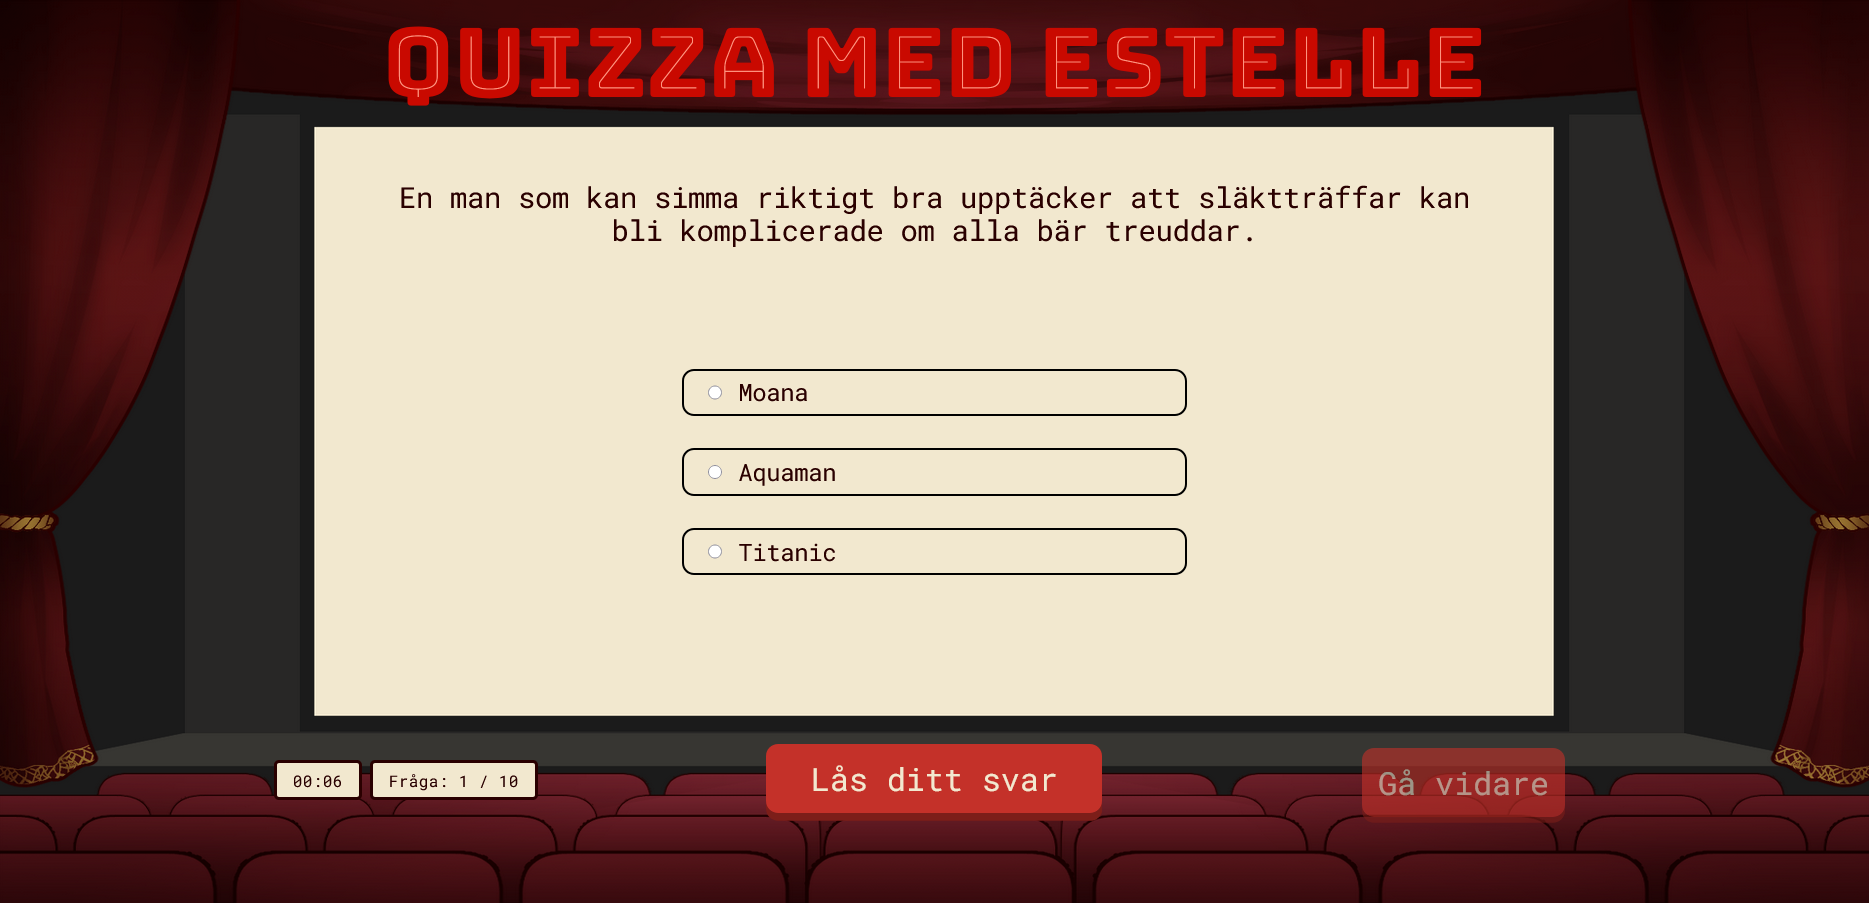 QUIZZA MED ESTELLE
En man som kan simma riktigt bra upptäcker att släktträffar kan
bli komplicerade om alla bär treuddar.
Moana
Aquaman
Titanic
00:06
Fråga: 1 / 10
Lås ditt svar
Gå vidare